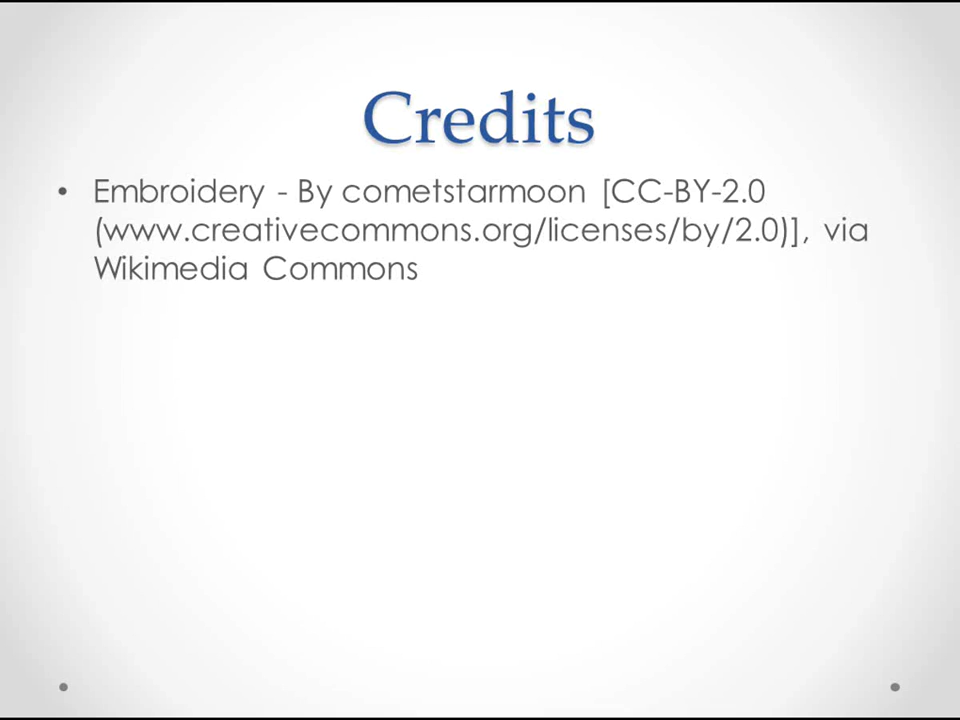 Credits
• Embroidery - By cometstarmoon [CC-BY-2.0
(www.creativecommons.org/licenses/by/2.0)], via
Wikimedia Commons